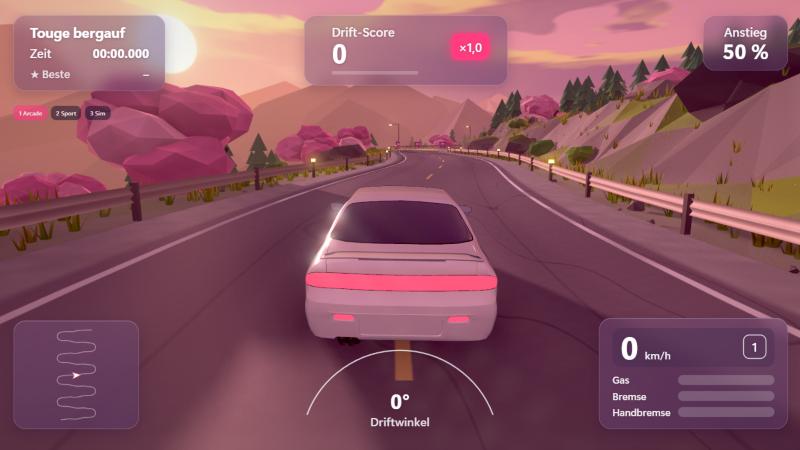 Touge bergauf
Zeit 00:00.000
★ Beste –
1 Arcade 2 Sport 3 Sim
Drift-Score
0 ×1,0
Anstieg
50 %
0°
Driftwinkel
0 km/h 1
Gas
Bremse
Handbremse